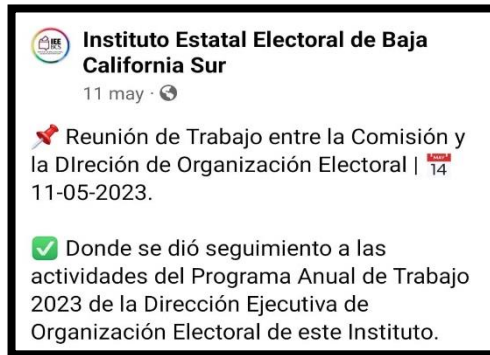 IEE
BCS
Instituto Estatal Electoral de Baja
California Sur
11 may ·
Reunión de Trabajo entre la Comisión y
la DIreción de Organización Electoral |
14
11-05-2023.
Donde se dió seguimiento a las
actividades del Programa Anual de Trabajo
2023 de la Dirección Ejecutiva de
Organización Electoral de este Instituto.